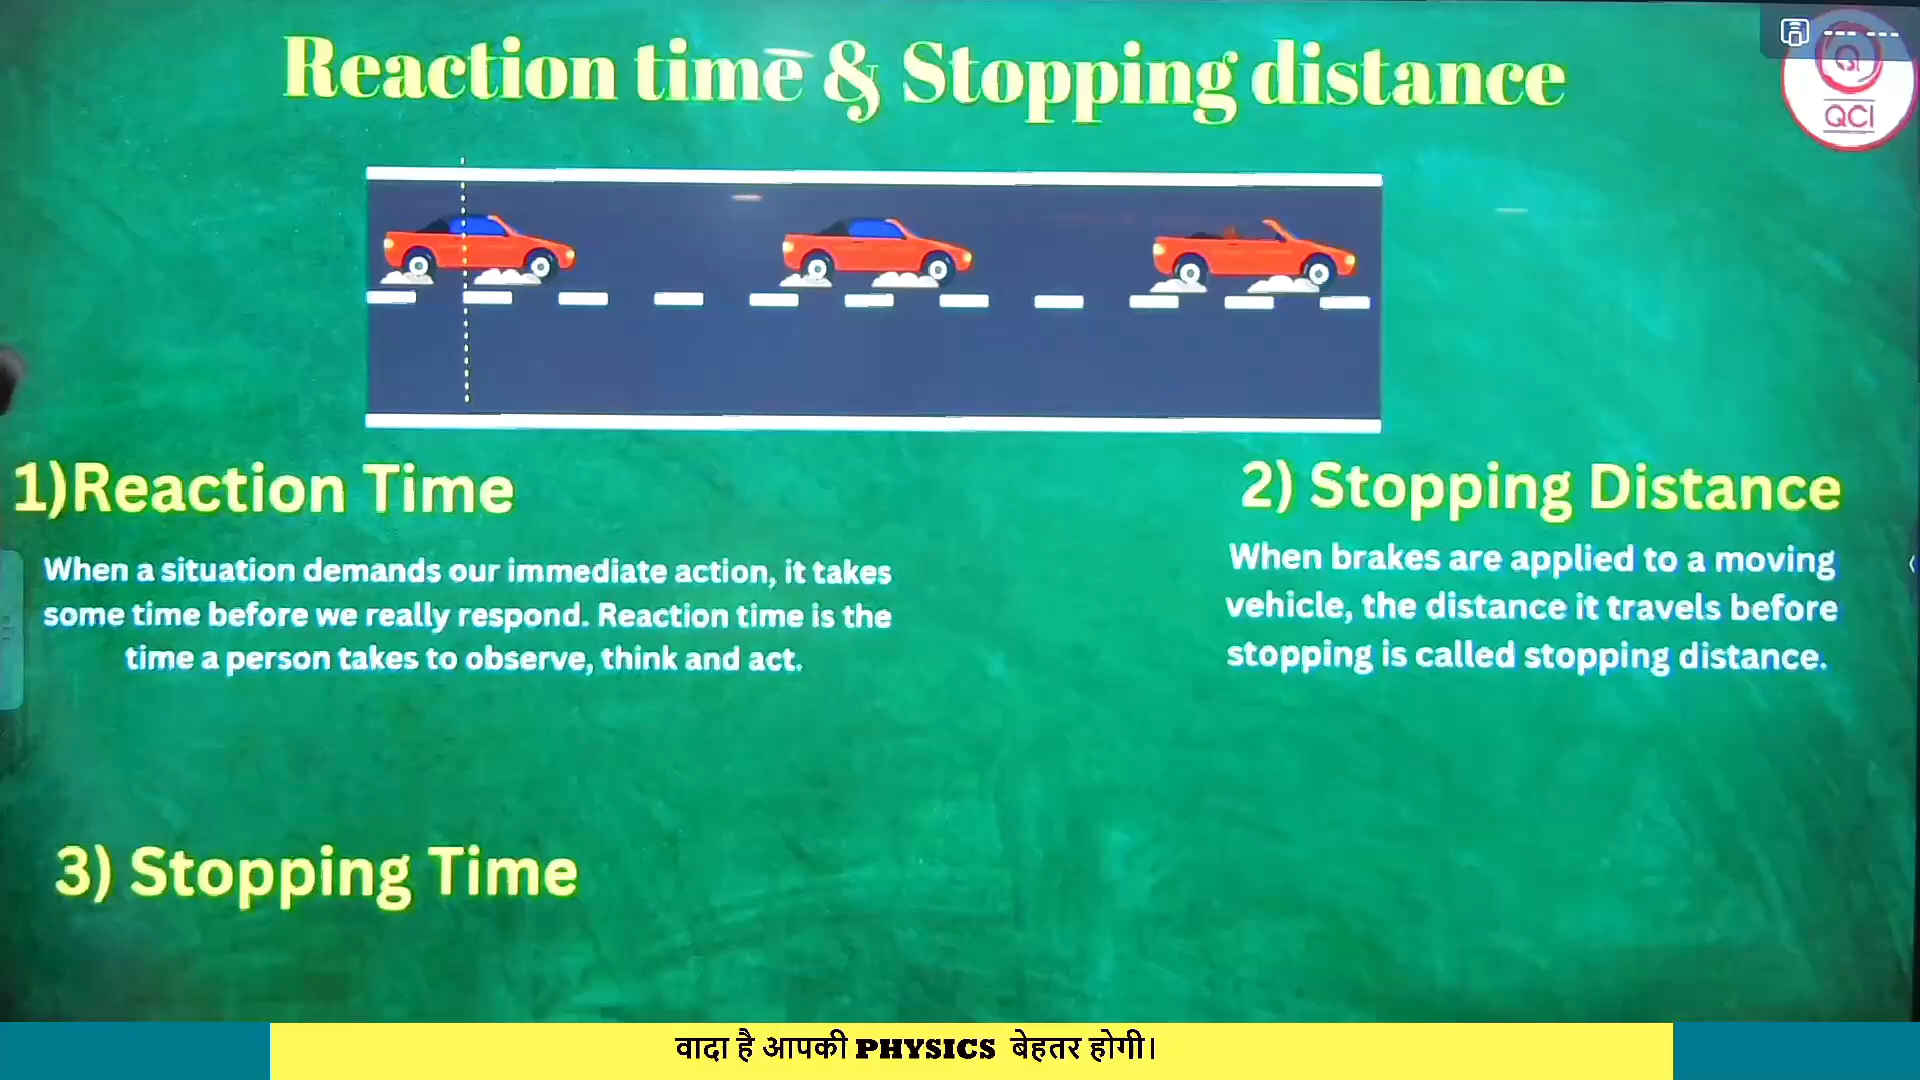 Reaction time & Stopping distance
QCI
1)Reaction Time
When a situation demands our immediate action, it takes
some time before we really respond. Reaction time is the
time a person takes to observe, think and act.
2) Stopping Distance
When brakes are applied to a moving
vehicle, the distance it travels before
stopping is called stopping distance.
3) Stopping Time
वादा है आपकी PHYSICS बेहतर होगी।